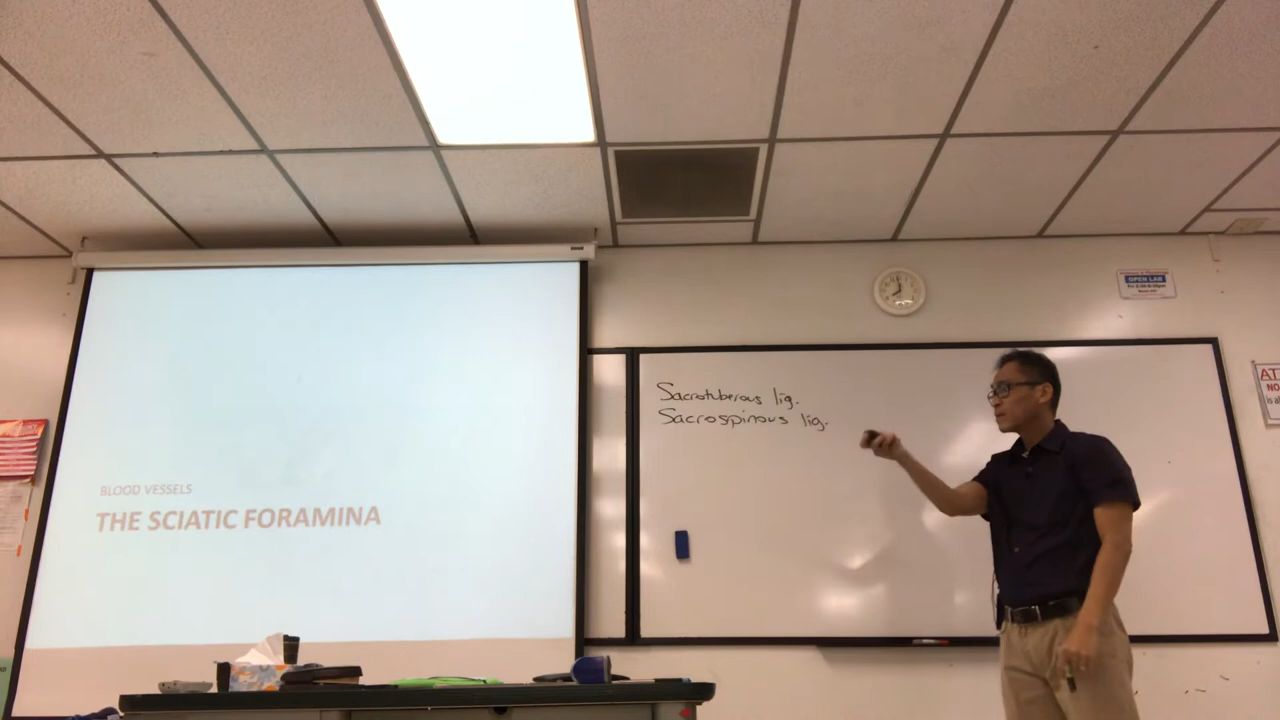 BLOOD VESSELS
THE SCIATIC FORAMINA
Sacrotuberous lig.
Sacrospinous lig.
OPEN LAB